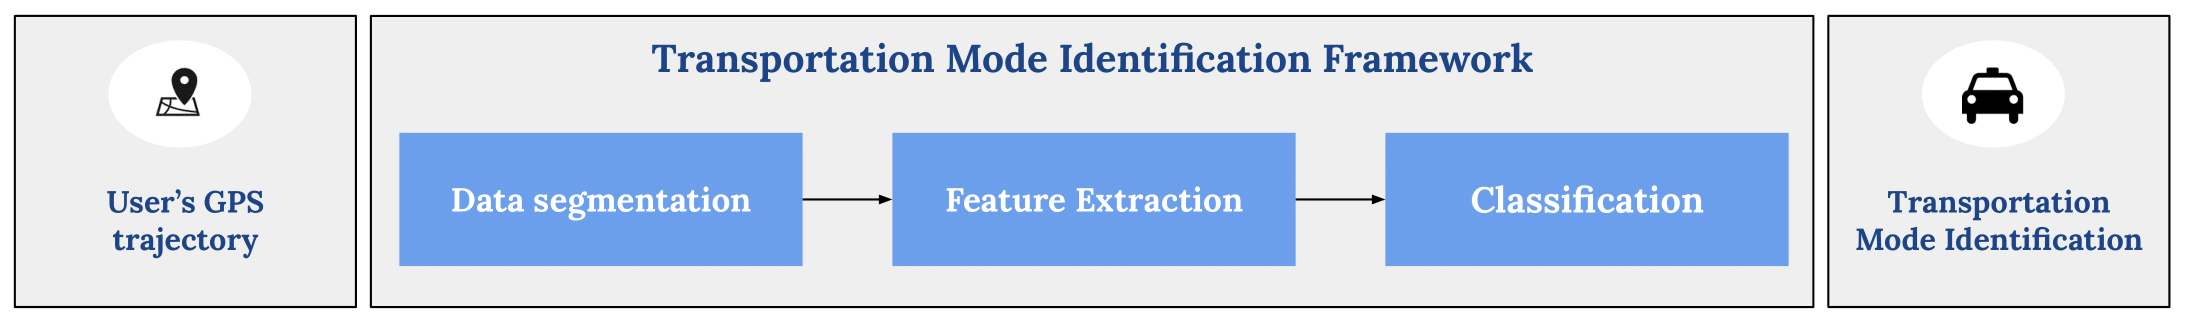 User’s GPS
trajectory
Transportation Mode Identification Framework
Data segmentation
Feature Extraction
Classification
Transportation
Mode Identification